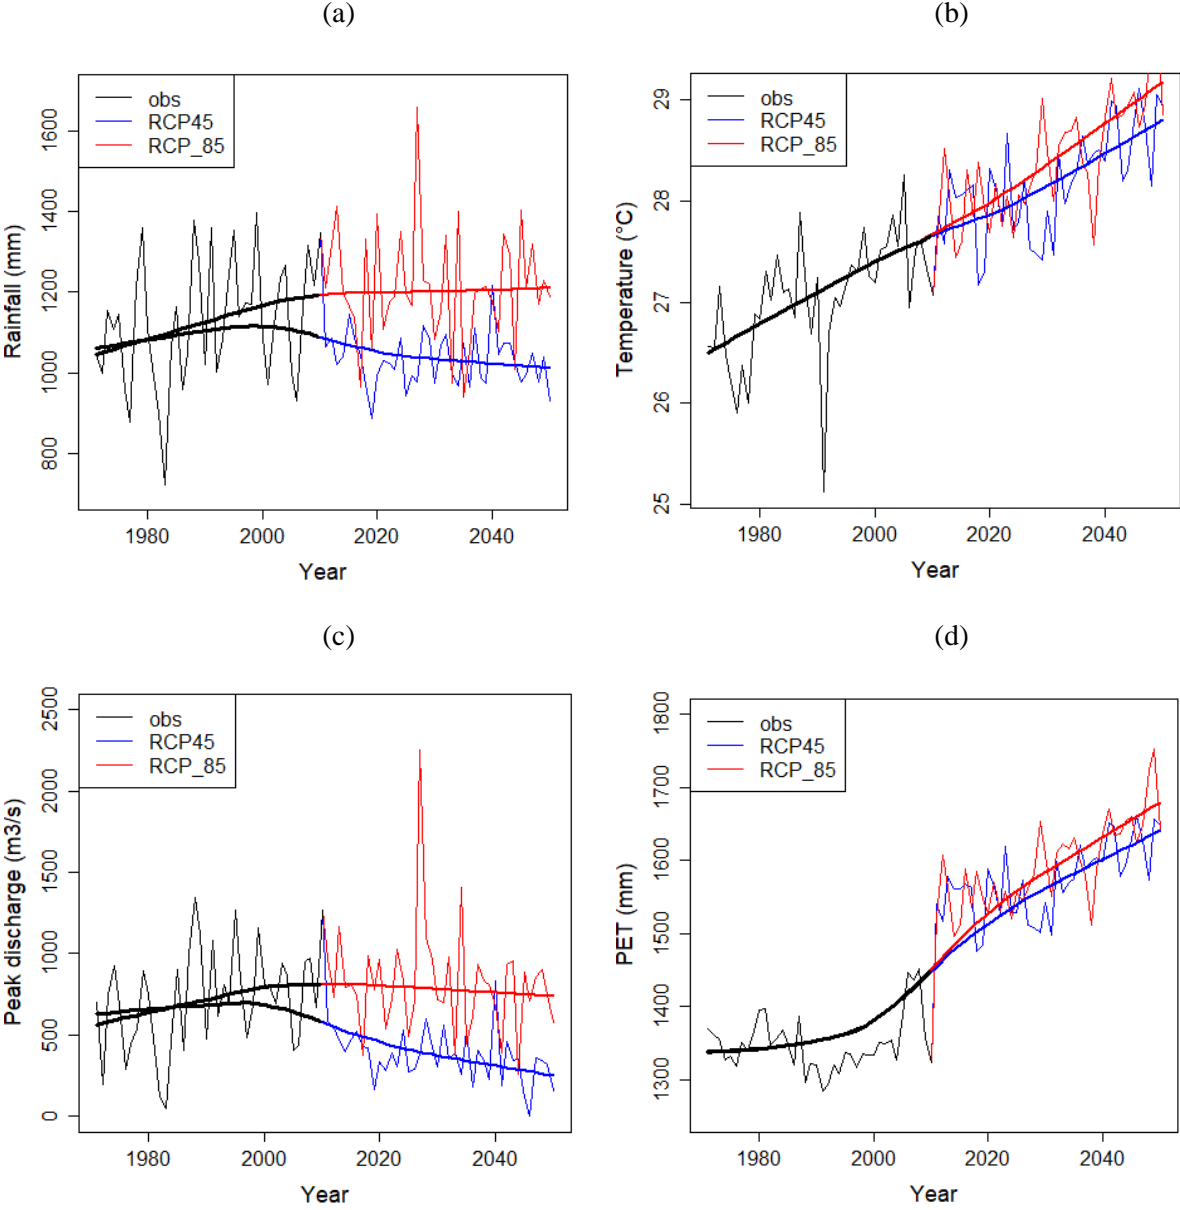 (a)
obs
RCP45
RCP_85
Rainfall (mm)
800 1000 1200 1400 1600
1980 2000 2020 2040
Year
(b)
obs
RCP45
RCP_85
Temperature (°C)
25 26 27 28 29
1980 2000 2020 2040
Year
(c)
obs
RCP45
RCP_85
Peak discharge (m3/s)
0 500 1000 1500 2000 2500
1980 2000 2020 2040
Year
(d)
obs
RCP45
RCP_85
PET (mm)
1300 1400 1500 1600 1700 1800
1980 2000 2020 2040
Year